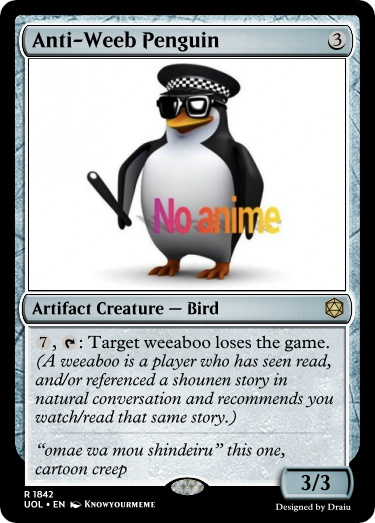 Anti-Weeb Penguin 3
No anime
Artifact Creature — Bird
7, T: Target weeaboo loses the game.
(A weeaboo is a player who has seen read,
and/or referenced a shounen story in
natural conversation and recommends you
watch/read that same story.)
“omae wa mou shindeiru” this one,
cartoon creep
3/3
R 1842
UOL • EN KNOWYOURMEME
Designed by Draiu